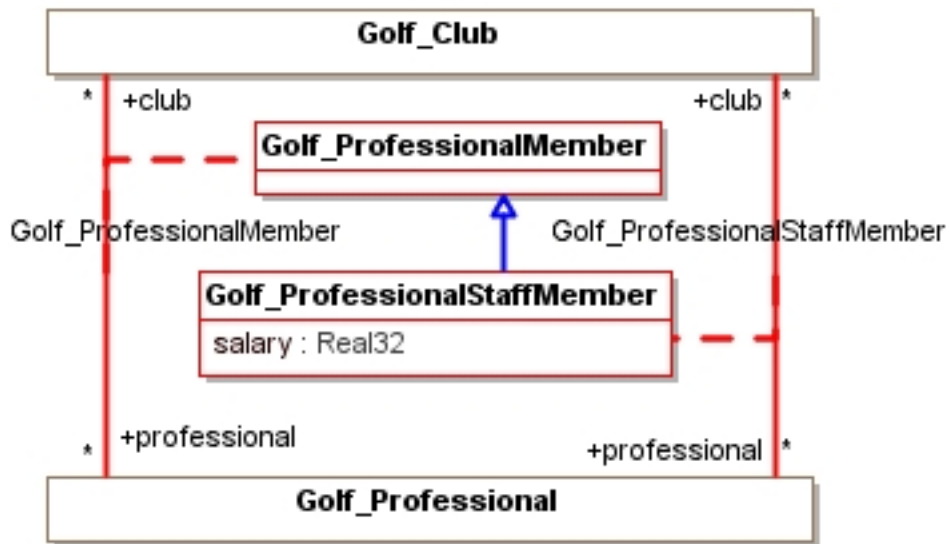 Golf_Club
* +club +club *
Golf_ProfessionalMember
Golf_ProfessionalMember Golf_ProfessionalStaffMember
Golf_ProfessionalStaffMember
salary : Real32
* +professional +professional *
Golf_Professional